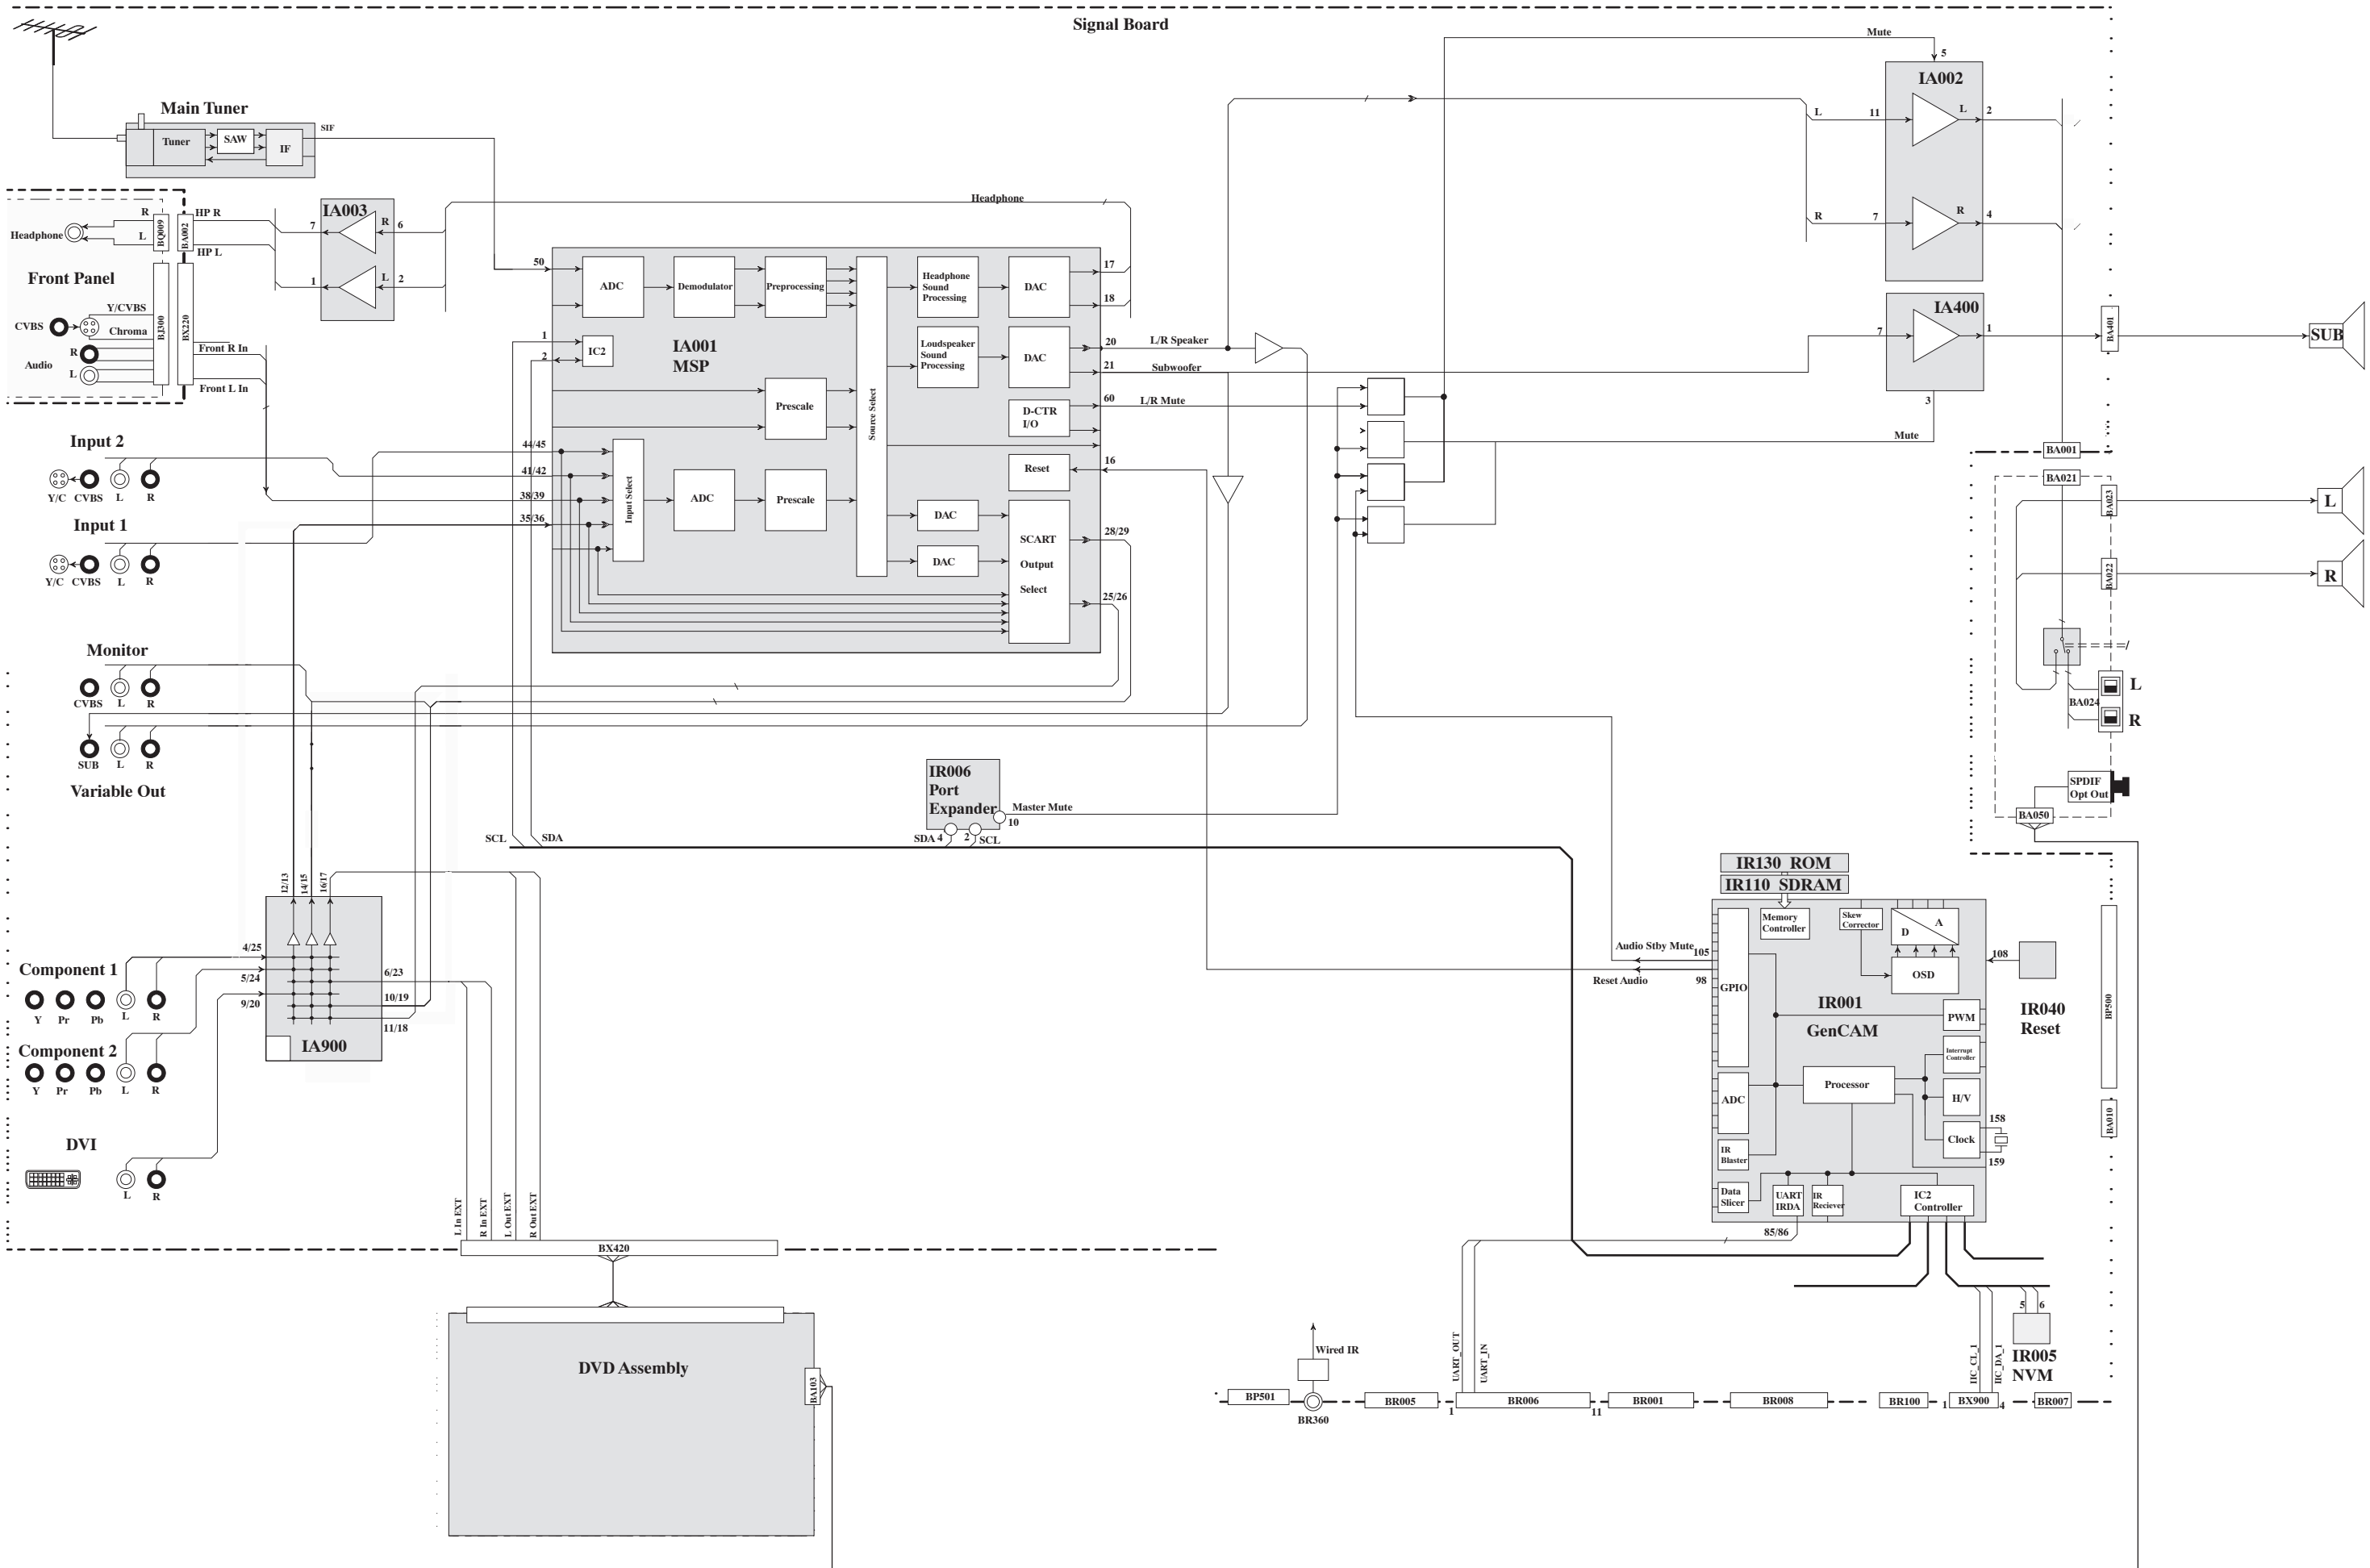 Signal Board
Mute
5
IA002
Main Tuner
Tuner
SAW
IF
SIF
L
11
L
2
R
7
R
4
Headphone
R
L
BQ009
BA002
HP R
HP L
IA003
7
R
6
1
L
2
Headphone
Front Panel
Y/CVBS
CVBS
Chroma
R
Audio
L
BJ300
BX220
Front R In
Front L In
50
ADC
Demodulator
Preprocessing
Source Select
Headphone
Sound
Processing
DAC
17
18
1
2
IC2
IA001
MSP
Loudspeaker
Sound
Processing
DAC
20
L/R Speaker
21
Subwoofer
Prescale
D-CTR
I/O
60
L/R Mute
IA400
7
1
3
BA401
SUB
Mute
Input 2
Y/C
CVBS
L
R
44/45
41/42
38/39
35/36
Input Select
ADC
Prescale
Reset
16
DAC
DAC
SCART
Output
Select
28/29
25/26
BA001
BA021
BA023
L
BA022
R
Input 1
Y/C
CVBS
L
R
Monitor
CVBS
L
R
BA024
L
R
SUB
L
R
Variable Out
SPDIF
Opt Out
BA050
IR006
Port
Expander
Master Mute
10
SDA
4
2
SCL
SCL
SDA
IR130 ROM
IR110 SDRAM
12/13
14/15
16/17
Component 1
Y
Pr
Pb
L
R
4/25
5/24
9/20
6/23
10/19
11/18
IA900
Component 2
Y
Pr
Pb
L
R
DVI
L
R
Audio Stby Mute
105
Reset Audio
98
GPIO
Memory
Controller
Skew
Corrector
D
A
OSD
108
IR040
Reset
IR001
GenCAM
PWM
Interrupt
Controller
Processor
ADC
H/V
Clock
158
159
IR
Blaster
Data
Slicer
UART
IRDA
IR
Reciever
IC2
Controller
85/86
BP500
BA010
L In EXT
R In EXT
L Out EXT
R Out EXT
BX420
DVD Assembly
BA103
Wired IR
UART_OUT
UART_IN
IIC_CL_1
IIC_DA_1
5
6
IR005
NVM
BP501
BR360
BR005
1
BR006
11
BR001
BR008
BR100
1
BX900
4
BR007